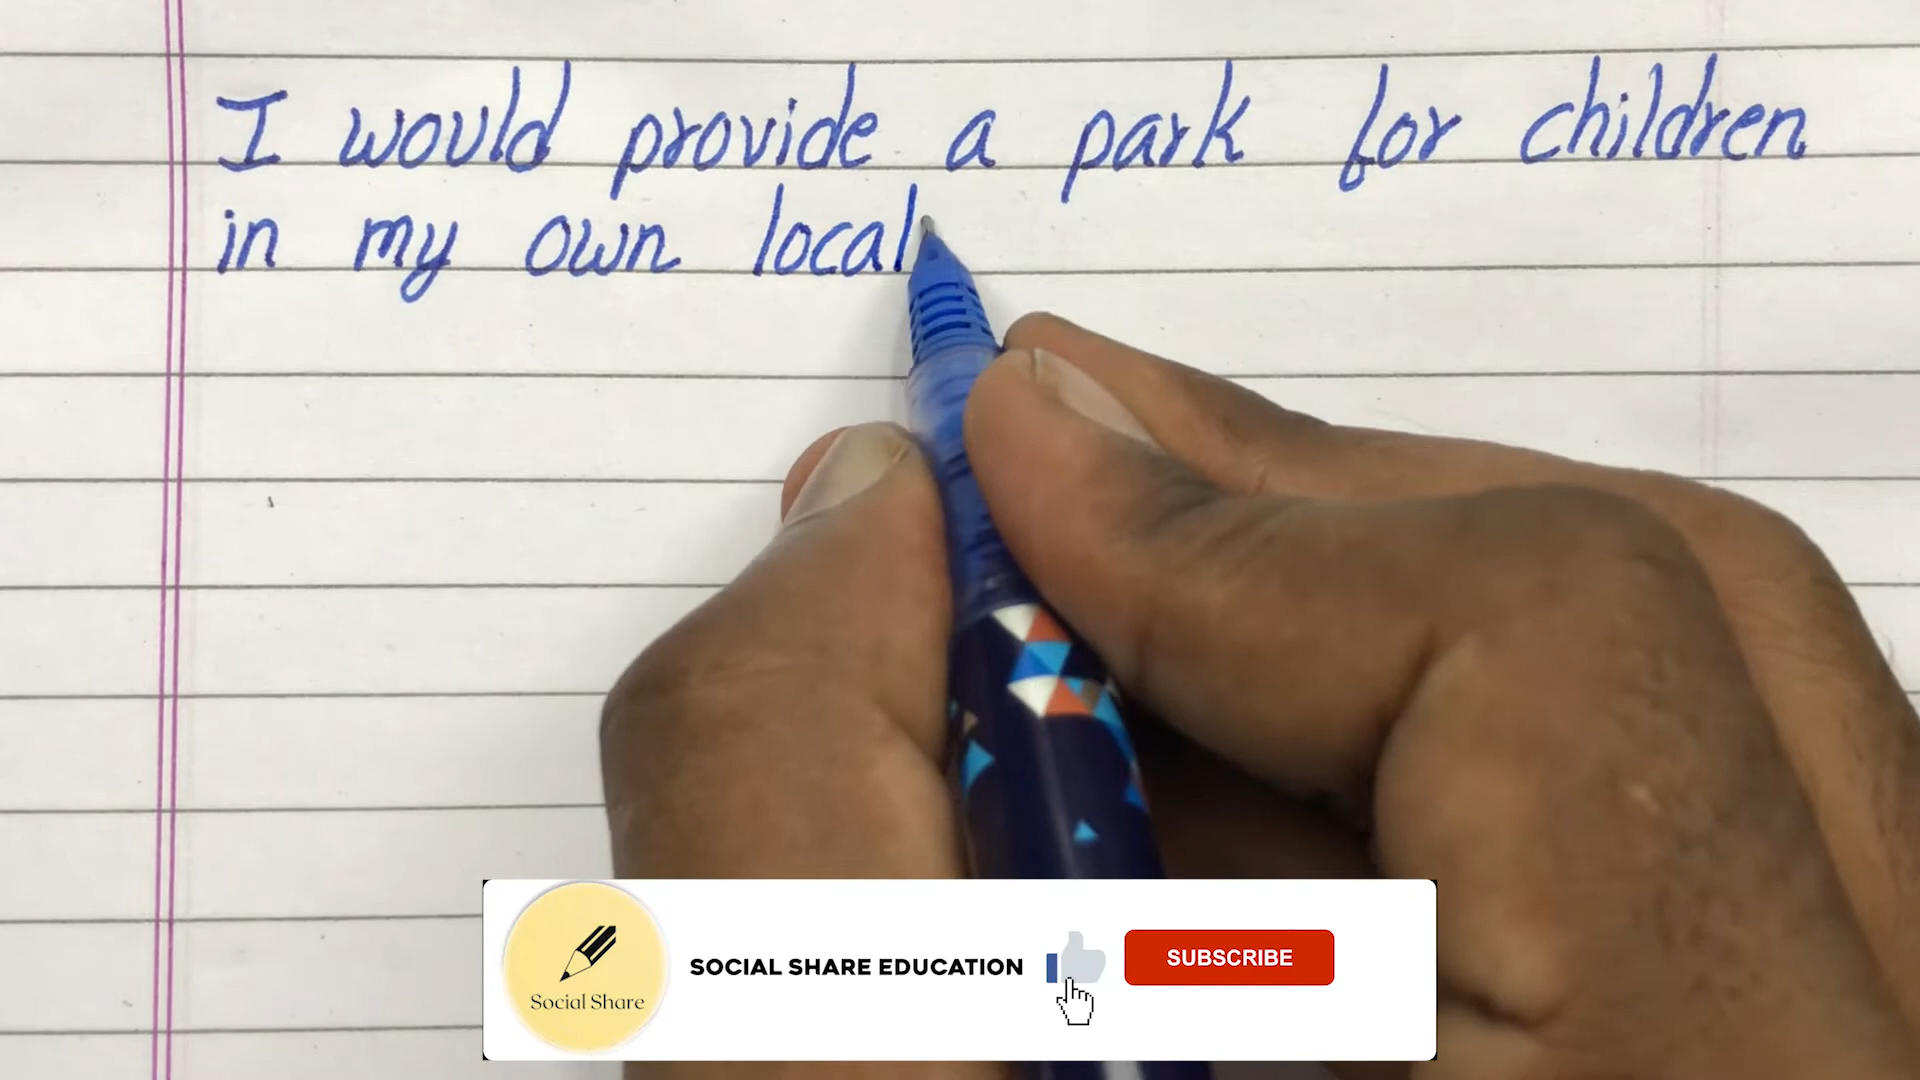 I would provide a park for children
in my own local
Social Share
SOCIAL SHARE EDUCATION
SUBSCRIBE